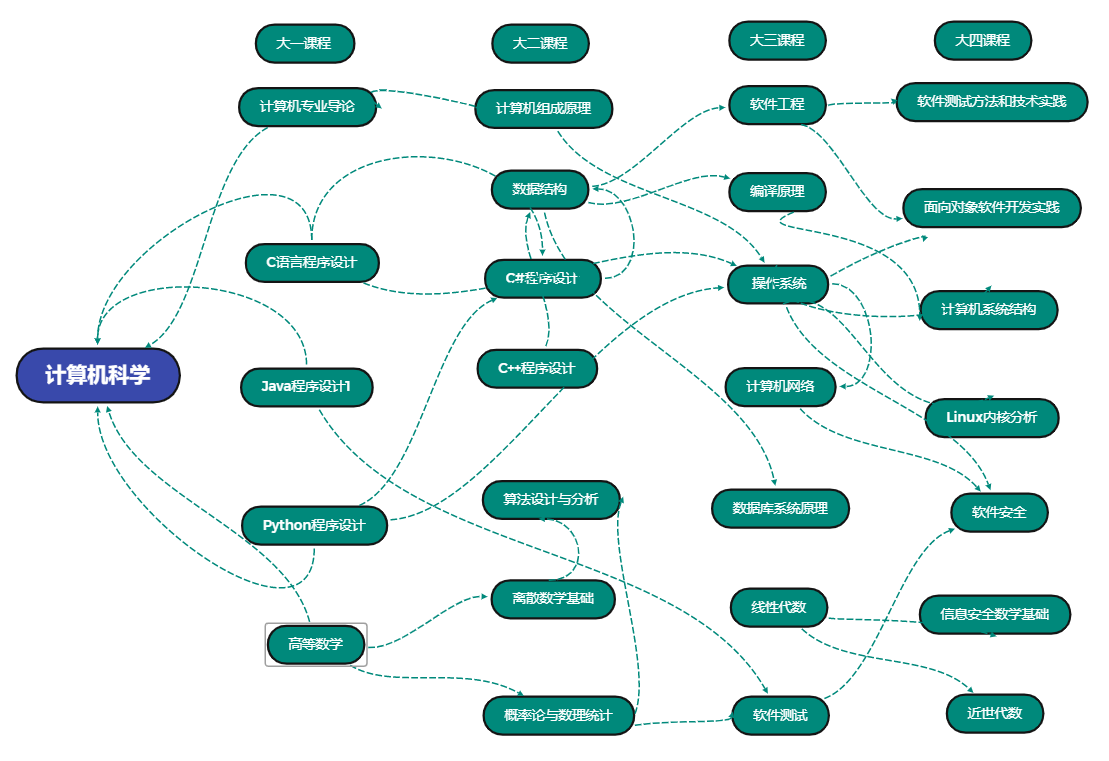 大一课程
大二课程
大三课程
大四课程
计算机专业导论
计算机组成原理
软件工程
软件测试方法和技术实践
数据结构
编译原理
面向对象软件开发实践
C语言程序设计
C#程序设计
操作系统
计算机系统结构
计算机科学
Java程序设计1
C++程序设计
计算机网络
Linux内核分析
Python程序设计
算法设计与分析
数据库系统原理
软件安全
离散数学基础
线性代数
信息安全数学基础
高等数学
概率论与数理统计
软件测试
近世代数